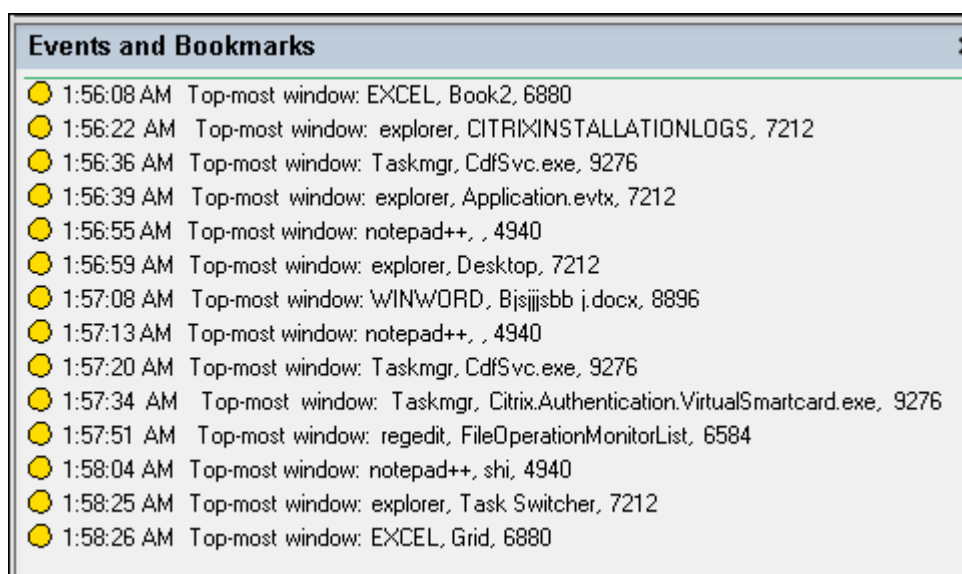 Events and Bookmarks
1:56:08 AM Top-most window: EXCEL, Book2, 6880
1:56:22 AM Top-most window: explorer, CITRIXINSTALLATIONLOGS, 7212
1:56:36 AM Top-most window: Taskmgr, CdfSvc.exe, 9276
1:56:39 AM Top-most window: explorer, Application.evtx, 7212
1:56:55 AM Top-most window: notepad++, , 4940
1:56:59 AM Top-most window: explorer, Desktop, 7212
1:57:08 AM Top-most window: WINWORD, Bjsjjjsbb j.docx, 8896
1:57:13 AM Top-most window: notepad++, , 4940
1:57:20 AM Top-most window: Taskmgr, CdfSvc.exe, 9276
1:57:34 AM Top-most window: Taskmgr, Citrix.Authentication.VirtualSmartcard.exe, 9276
1:57:51 AM Top-most window: regedit, FileOperationMonitorList, 6584
1:58:04 AM Top-most window: notepad++, shi, 4940
1:58:25 AM Top-most window: explorer, Task Switcher, 7212
1:58:26 AM Top-most window: EXCEL, Grid, 6880